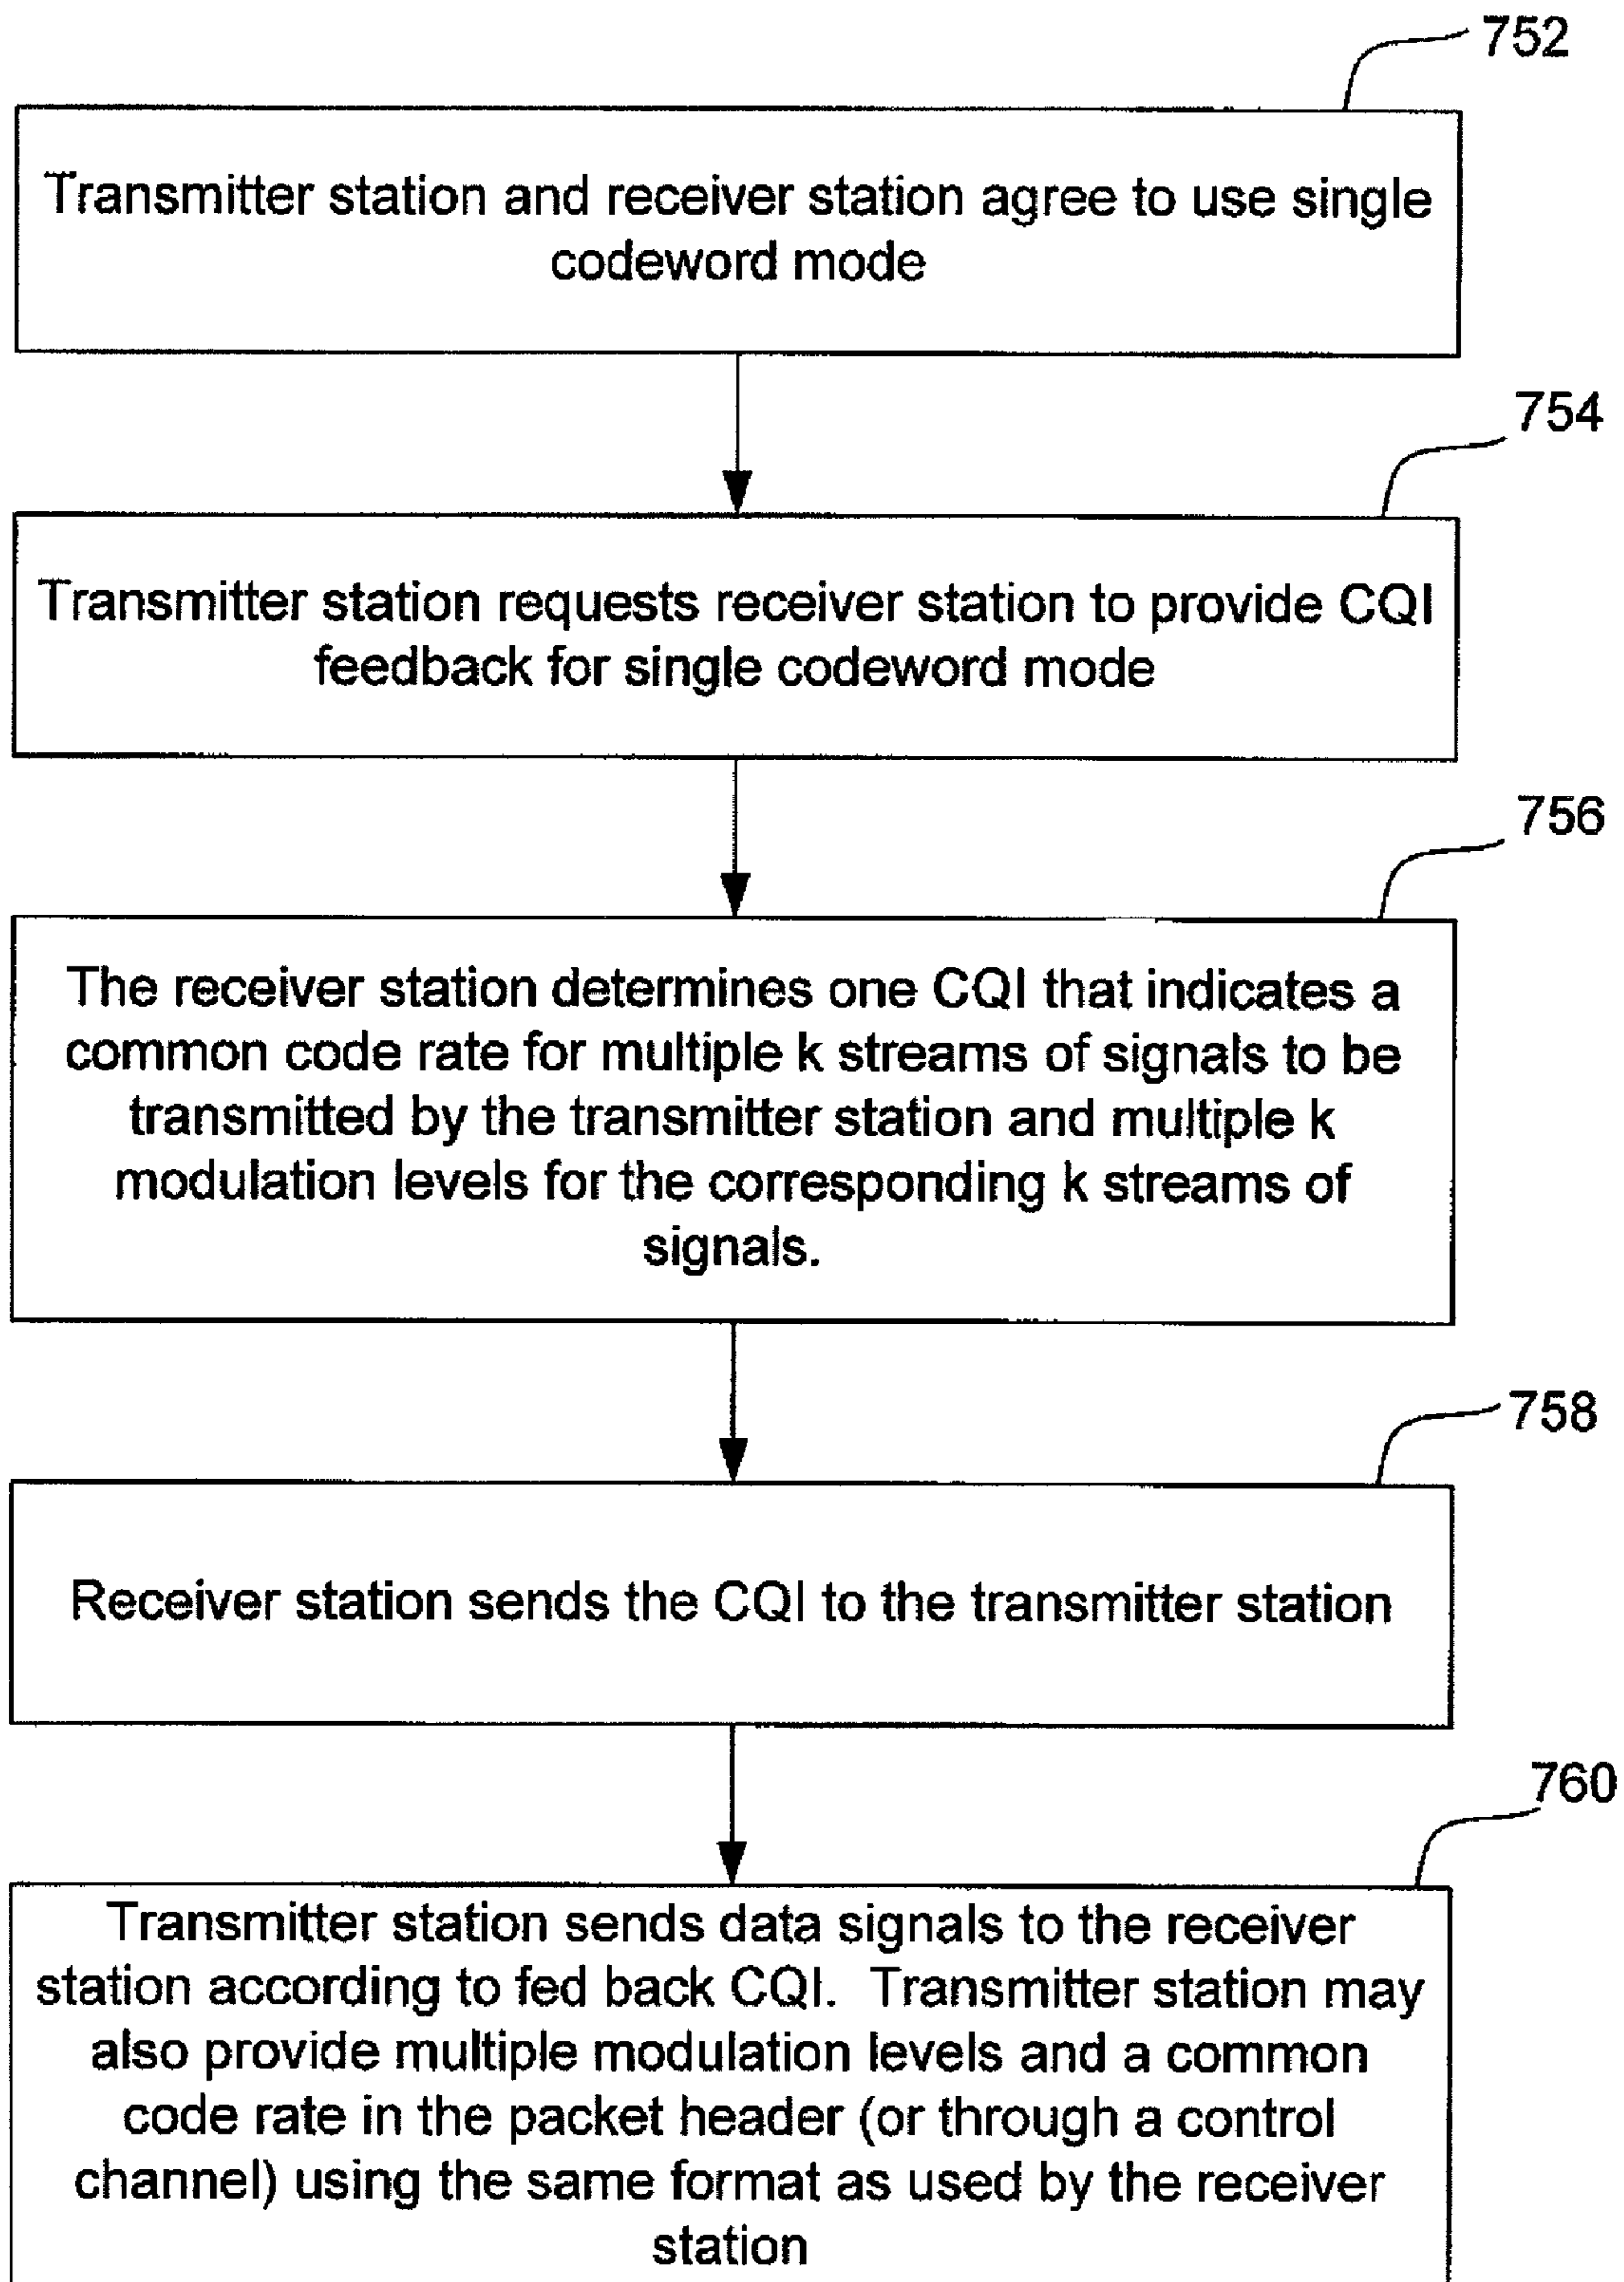 752
Transmitter station and receiver station agree to use single
codeword mode
754
Transmitter station requests receiver station to provide CQI
feedback for single codeword mode
756
The receiver station determines one CQI that indicates a
common code rate for multiple k streams of signals to be
transmitted by the transmitter station and multiple k
modulation levels for the corresponding k streams of
signals.
758
Receiver station sends the CQI to the transmitter station
760
Transmitter station sends data signals to the receiver
station according to fed back CQI. Transmitter station may
also provide multiple modulation levels and a common
code rate in the packet header (or through a control
channel) using the same format as used by the receiver
station